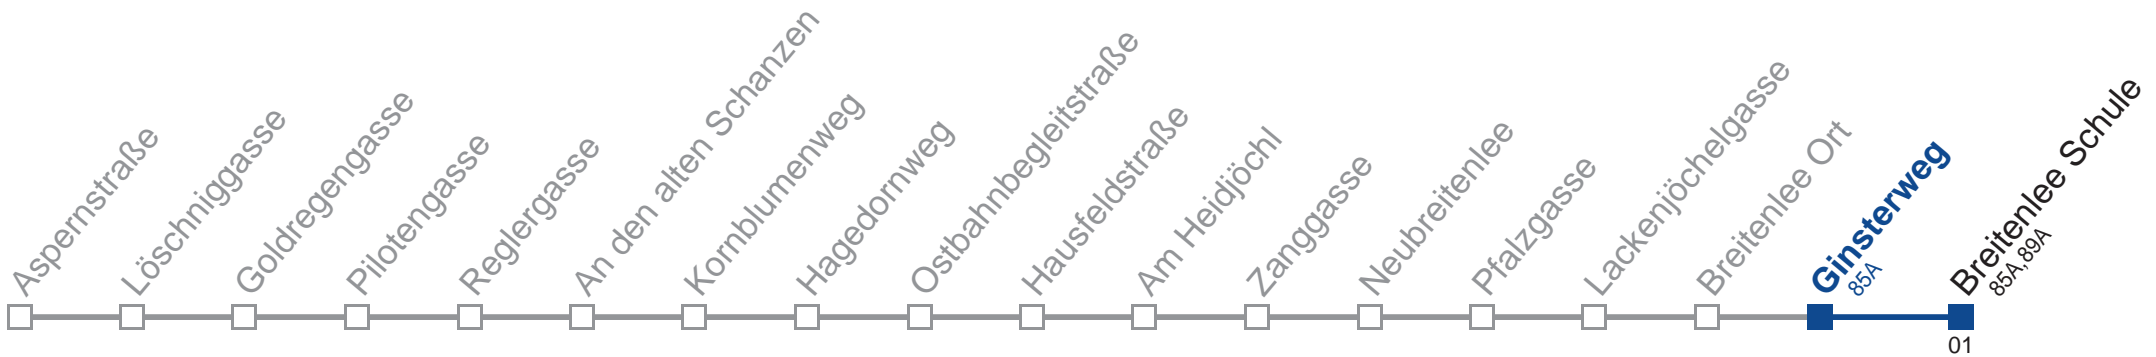 Aspernstraße
Löschniggasse
Goldregengasse
Pilotengasse
Reglergasse
An den alten Schanzen
Kornblumenweg
Hagedornweg
Ostbahnbegleitstraße
Hausfeldstraße
Am Heidjöchl
Zanggasse
Neubreitenlee
Pfalzgasse
Lackenjöchelgasse
Breitenlee Ort
Ginsterweg
85A
Breitenlee Schule
85A,89A
01